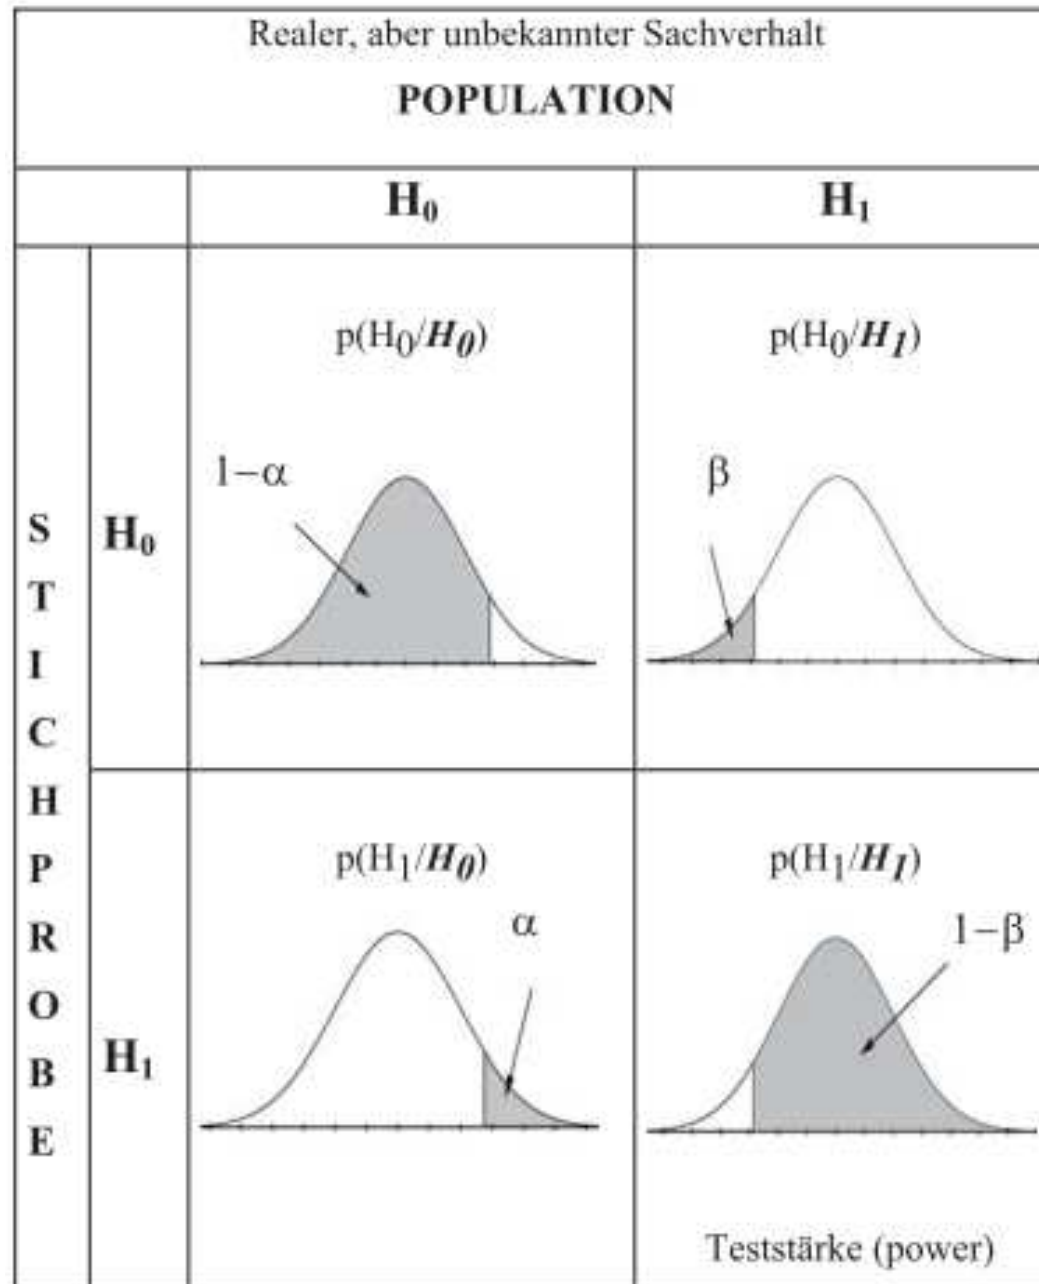 Realer, aber unbekannter Sachverhalt
POPULATION
H₀ H₁
STICHPROBE
H₀
p(H₀/H₀) p(H₀/H₁)
1−α β
H₁
p(H₁/H₀) p(H₁/H₁)
α 1−β
Teststärke (power)